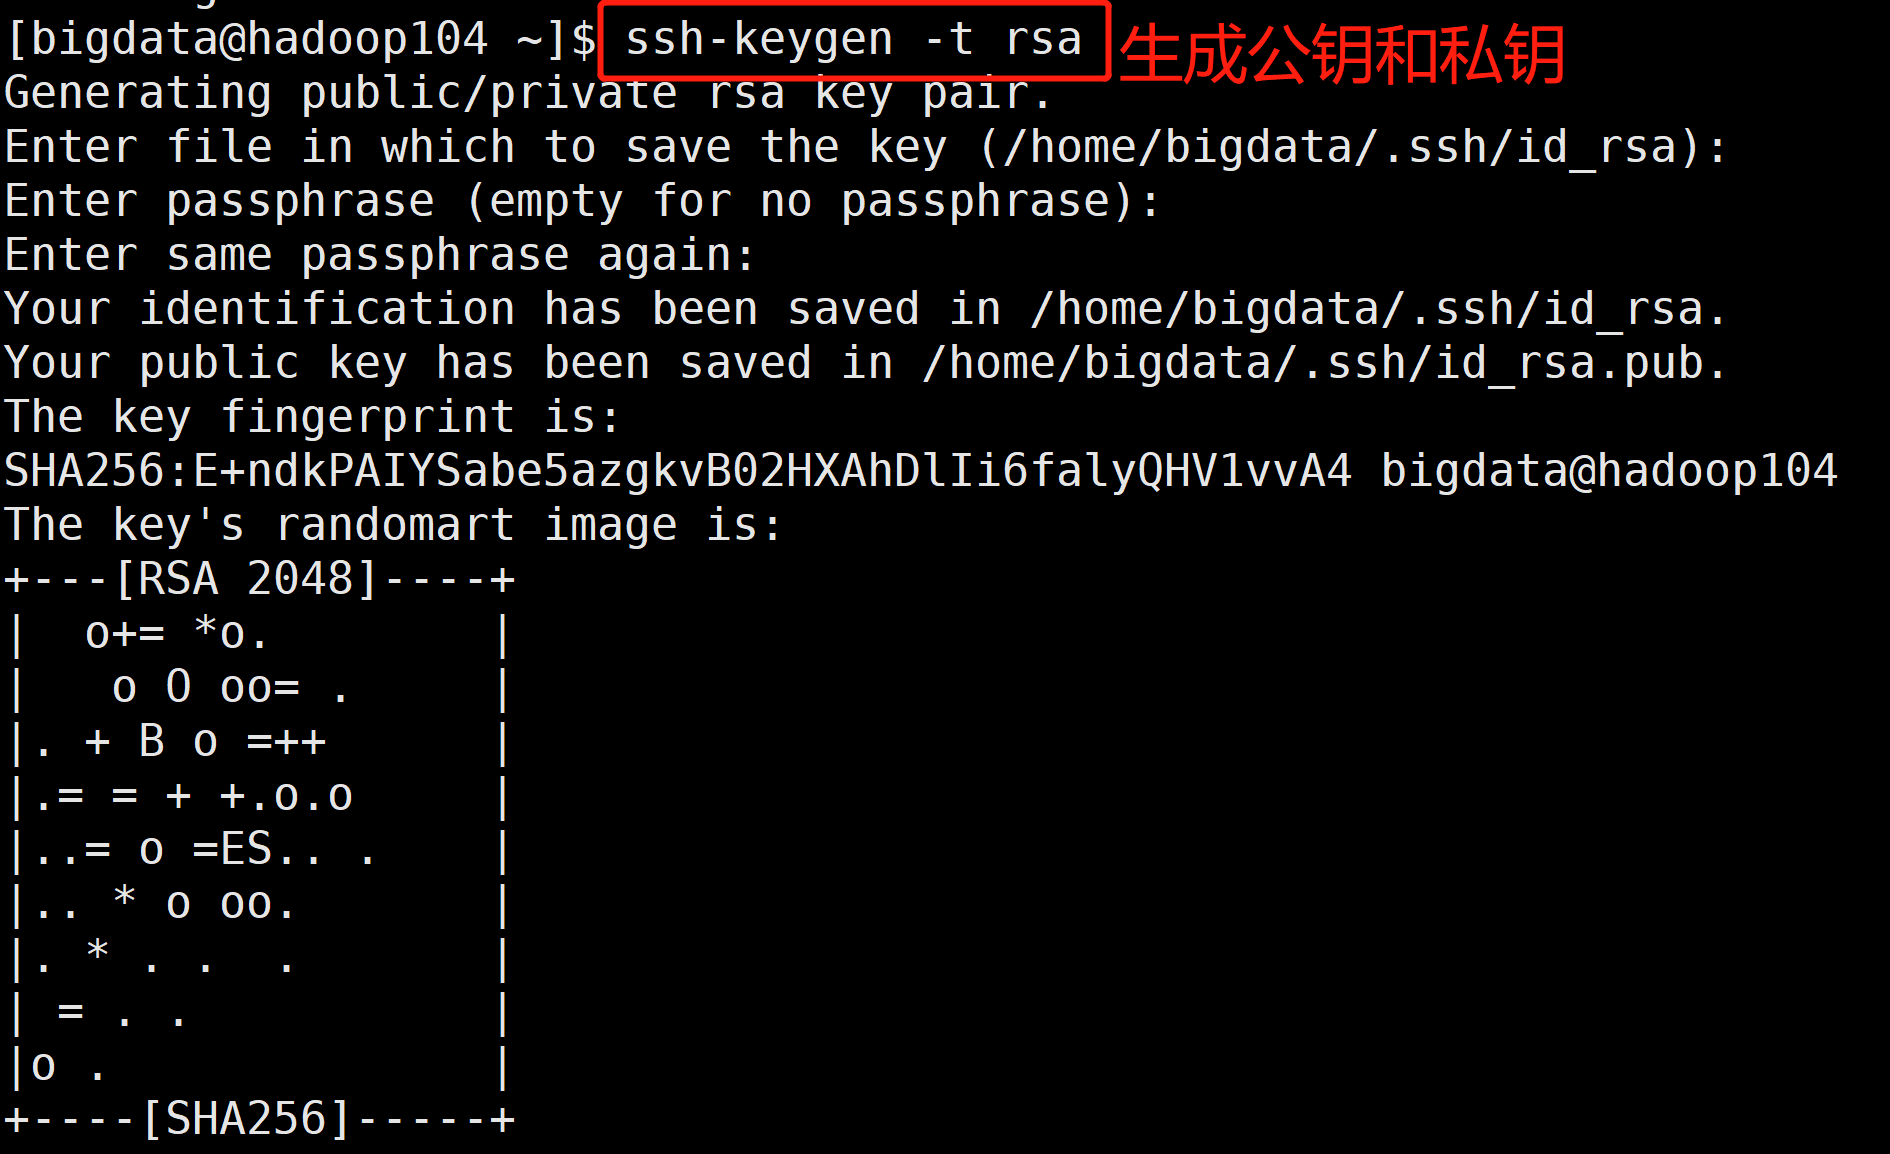 [bigdata@hadoop104 ~]$ ssh-keygen -t rsa 生成公钥和私钥
Generating public/private rsa key pair.
Enter file in which to save the key (/home/bigdata/.ssh/id_rsa):
Enter passphrase (empty for no passphrase):
Enter same passphrase again:
Your identification has been saved in /home/bigdata/.ssh/id_rsa.
Your public key has been saved in /home/bigdata/.ssh/id_rsa.pub.
The key fingerprint is:
SHA256:E+ndkPAIYSabe5azgkvB02HXAhDlIi6falyQHV1vvA4 bigdata@hadoop104
The key's randomart image is:
+---[RSA 2048]----+
|  o+= *o.        |
|   o O oo= .     |
|. + B o =++      |
|.= = + +.o.o     |
|..= o =ES.. .    |
|.. * o oo.       |
|. * . .  .       |
| = . .           |
|o .              |
+----[SHA256]-----+